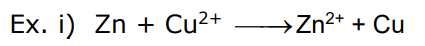 Ex. i) Zn + Cu²⁺ ⟶ Zn²⁺ + Cu